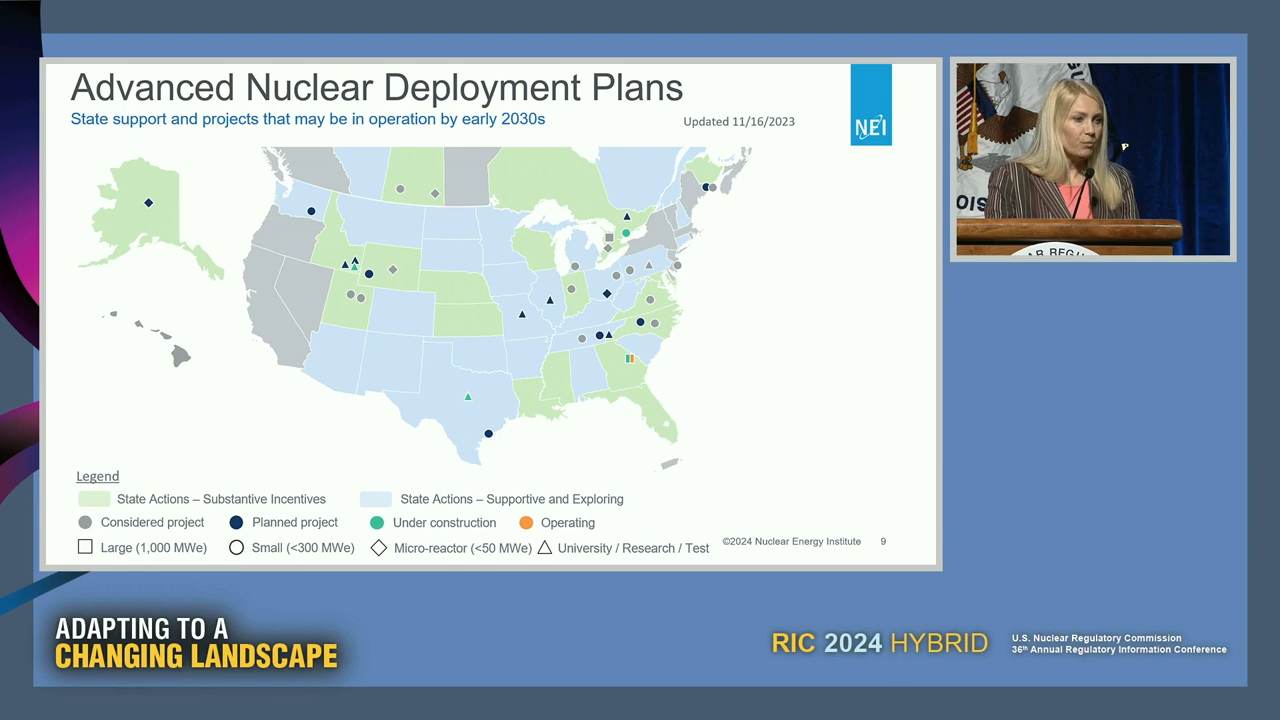 Advanced Nuclear Deployment Plans
State support and projects that may be in operation by early 2030s
Updated 11/16/2023
NEI
Legend
State Actions – Substantive Incentives
State Actions – Supportive and Exploring
Considered project
Planned project
Under construction
Operating
Large (1,000 MWe)
Small (<300 MWe)
Micro-reactor (<50 MWe)
University / Research / Test
©2024 Nuclear Energy Institute
9
OIS
AR REGU
ADAPTING TO A
CHANGING LANDSCAPE
RIC 2024 HYBRID
U.S. Nuclear Regulatory Commission
36th Annual Regulatory Information Conference